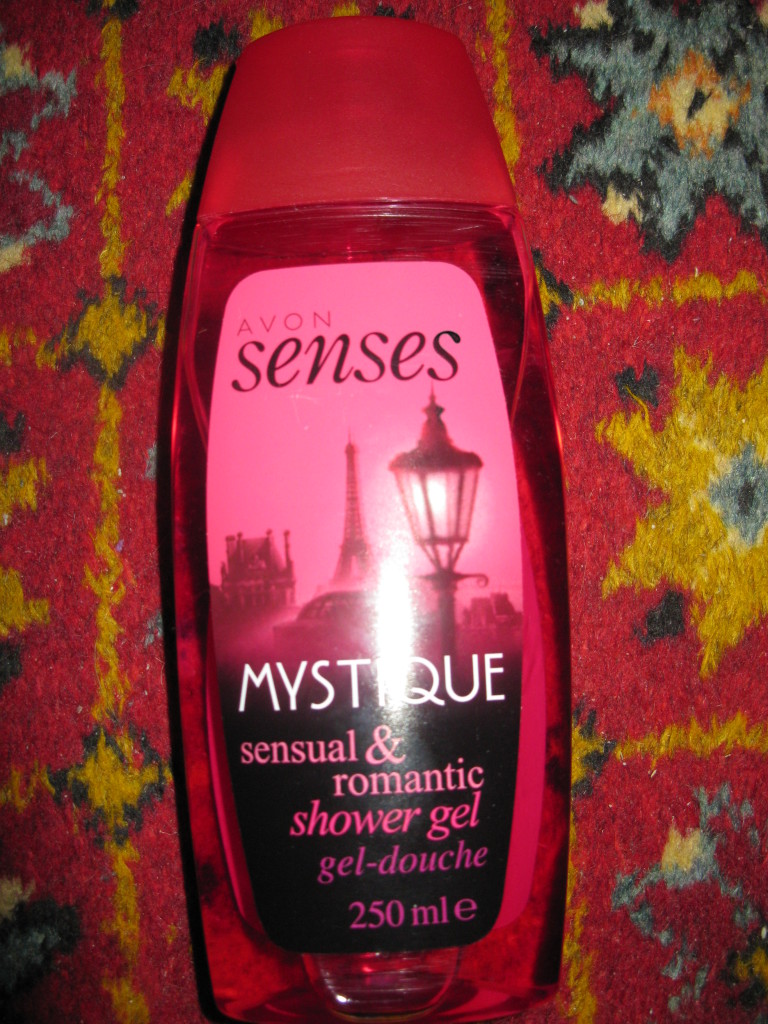 AVON
senses
MYSTIQUE
sensual &
romantic
shower gel
gel-douche
250 ml e